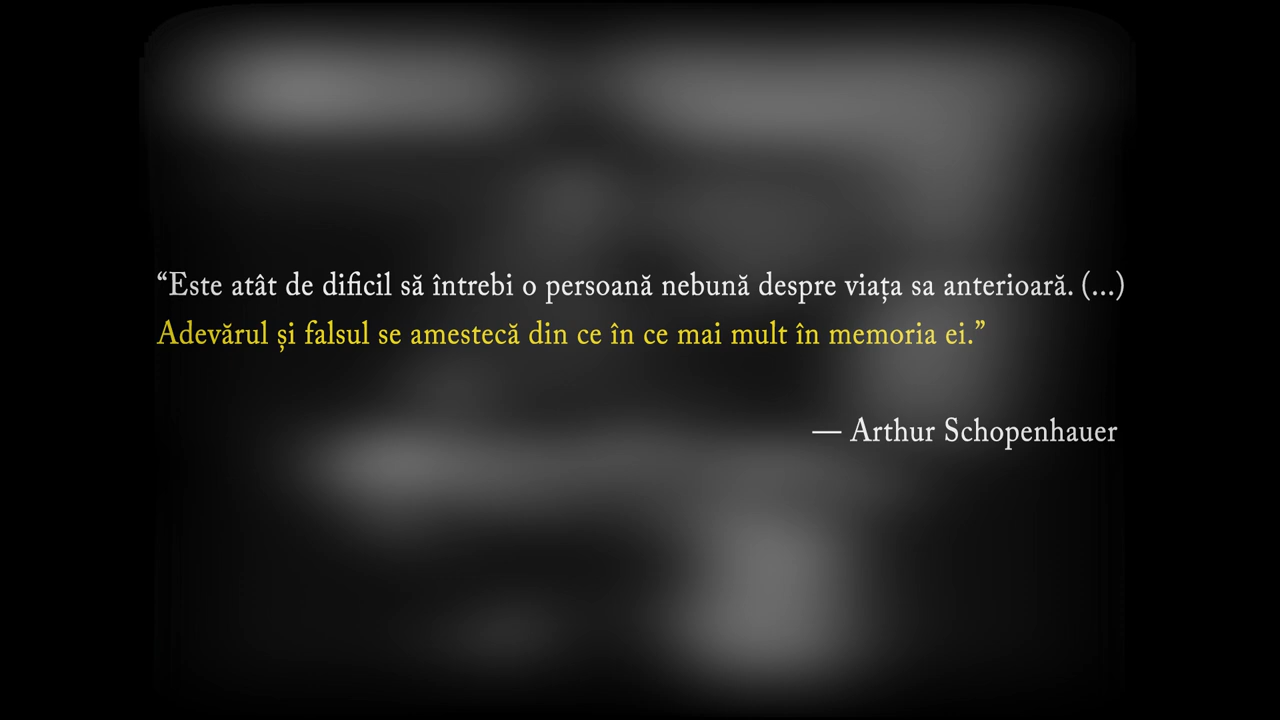 “Este atât de dificil să întrebi o persoană nebună despre viața sa anterioară. (...)
Adevărul și falsul se amestecă din ce în ce mai mult în memoria ei.”
— Arthur Schopenhauer